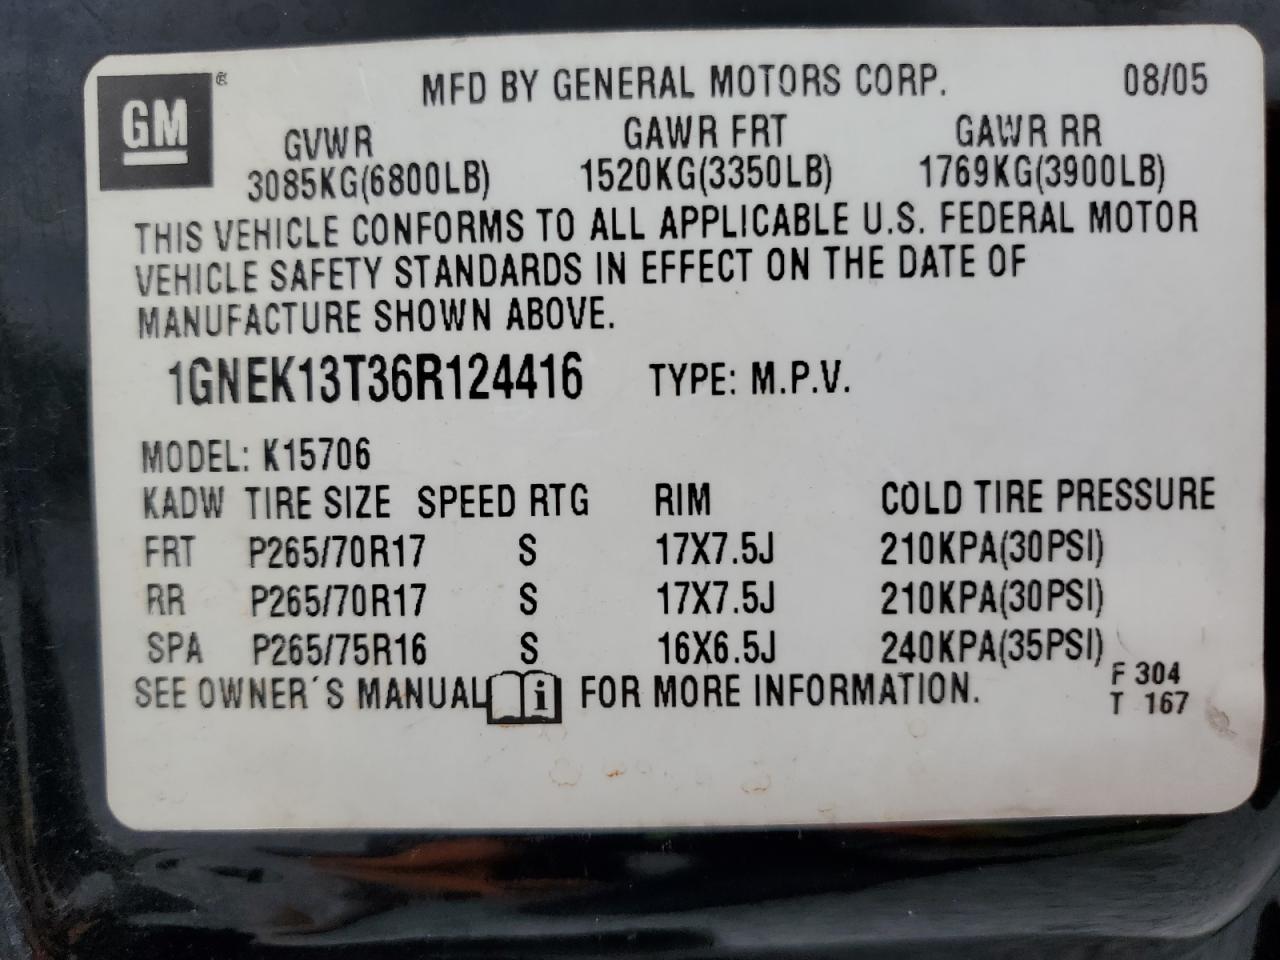 GM ®
MFD BY GENERAL MOTORS CORP. 08/05
GVWR GAWR FRT GAWR RR
3085KG(6800LB) 1520KG(3350LB) 1769KG(3900LB)
THIS VEHICLE CONFORMS TO ALL APPLICABLE U.S. FEDERAL MOTOR
VEHICLE SAFETY STANDARDS IN EFFECT ON THE DATE OF
MANUFACTURE SHOWN ABOVE.
1GNEK13T36R124416 TYPE: M.P.V.
MODEL: K15706
KADW TIRE SIZE SPEED RTG RIM COLD TIRE PRESSURE
FRT P265/70R17 S 17X7.5J 210KPA(30PSI)
RR P265/70R17 S 17X7.5J 210KPA(30PSI)
SPA P265/75R16 S 16X6.5J 240KPA(35PSI)
SEE OWNER´S MANUAL i FOR MORE INFORMATION.
F 304
T 167